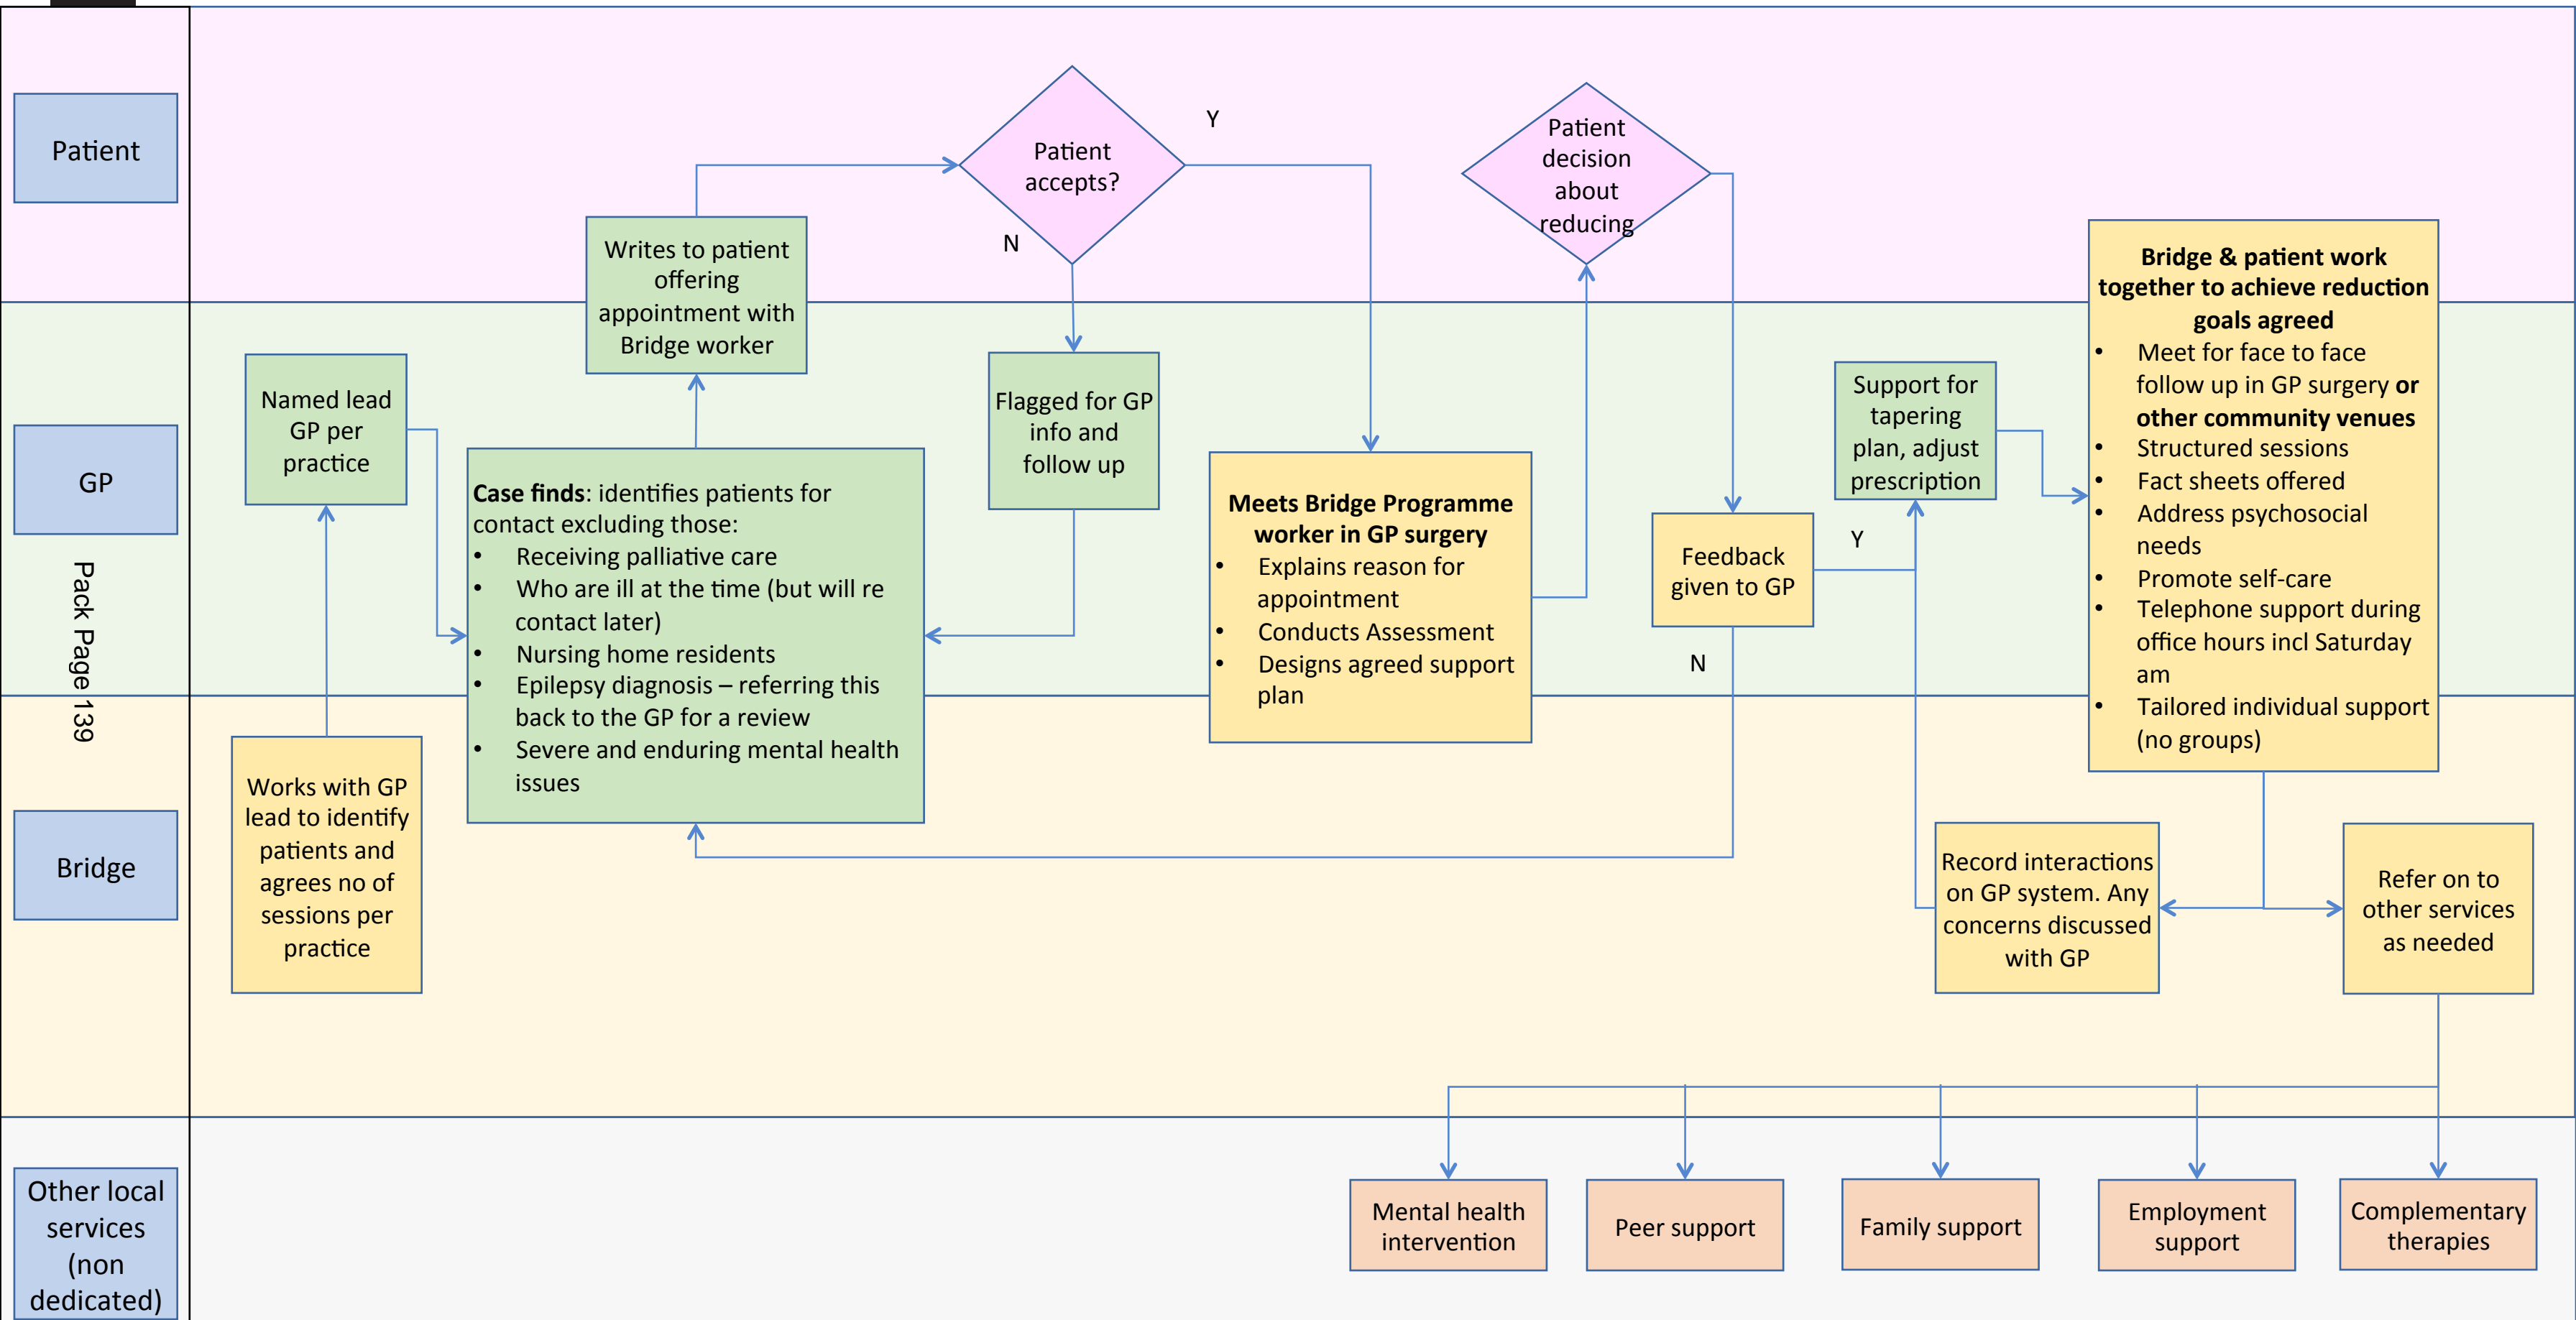 Patient
GP
Pack Page 139
Bridge
Other local
services
(non
dedicated)
Works with GP
lead to identify
patients and
agrees no of
sessions per
practice
Named lead
GP per
practice
Case finds: identifies patients for
contact excluding those:
• Receiving palliative care
• Who are ill at the time (but will re
contact later)
• Nursing home residents
• Epilepsy diagnosis – referring this
back to the GP for a review
• Severe and enduring mental health
issues
Writes to patient
offering
appointment with
Bridge worker
Patient
accepts?
Y
N
Flagged for GP
info and
follow up
Meets Bridge Programme
worker in GP surgery
• Explains reason for
appointment
• Conducts Assessment
• Designs agreed support
plan
Patient
decision
about
reducing
Feedback
given to GP
Y
N
Support for
tapering
plan, adjust
prescription
Bridge & patient work
together to achieve reduction
goals agreed
• Meet for face to face
follow up in GP surgery or
other community venues
• Structured sessions
• Fact sheets offered
• Address psychosocial
needs
• Promote self-care
• Telephone support during
office hours incl Saturday
am
• Tailored individual support
(no groups)
Record interactions
on GP system. Any
concerns discussed
with GP
Refer on to
other services
as needed
Mental health
intervention
Peer support
Family support
Employment
support
Complementary
therapies